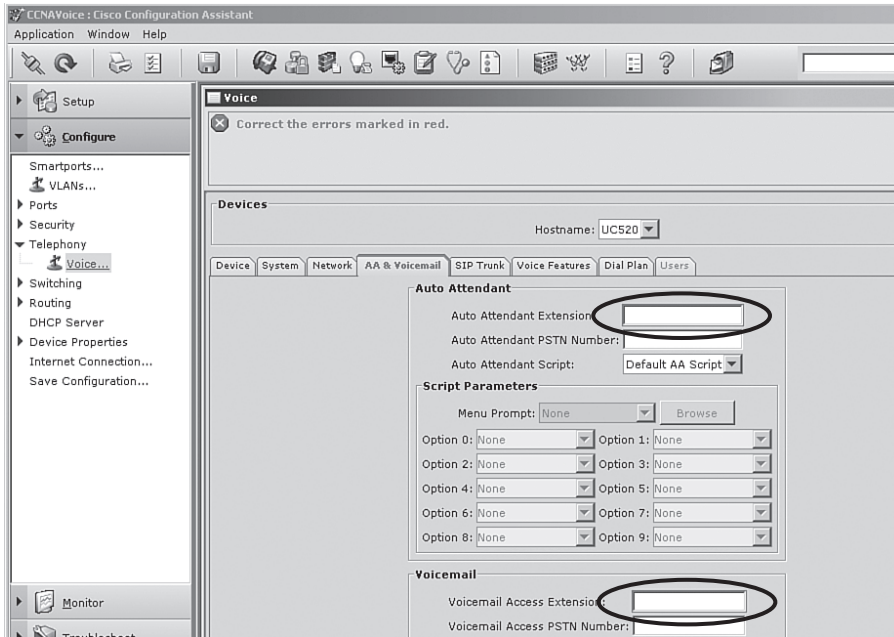 CCNAVoice : Cisco Configuration Assistant
Application Window Help
Setup
Configure
Smartports...
VLANs...
Ports
Security
Telephony
Voice...
Switching
Routing
DHCP Server
Device Properties
Internet Connection...
Save Configuration...
Monitor
Troubleshoot
Voice
Correct the errors marked in red.
Devices
Hostname: UC520
Device System Network AA & Voicemail SIP Trunk Voice Features Dial Plan Users
Auto Attendant
Auto Attendant Extension:
Auto Attendant PSTN Number:
Auto Attendant Script: Default AA Script
Script Parameters
Menu Prompt: None Browse
Option 0: None Option 1: None
Option 2: None Option 3: None
Option 4: None Option 5: None
Option 6: None Option 7: None
Option 8: None Option 9: None
Voicemail
Voicemail Access Extension:
Voicemail Access PSTN Number: